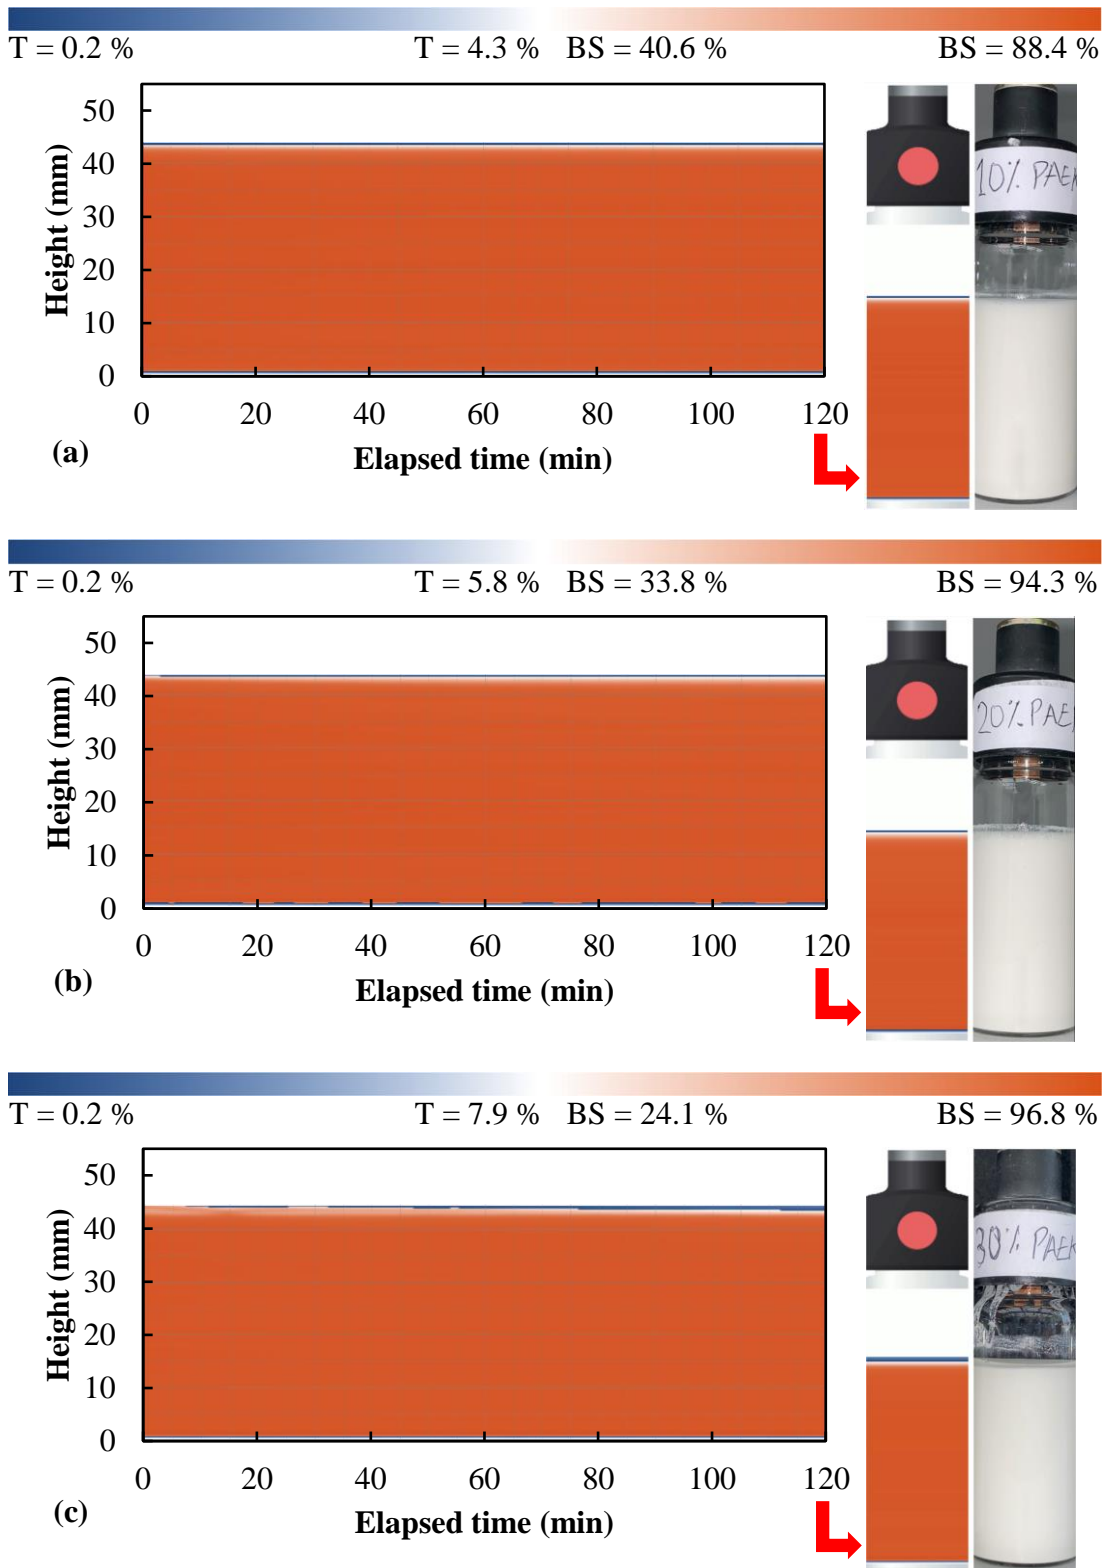 T = 0.2 % T = 4.3 % BS = 40.6 % BS = 88.4 %
50
40
30
20
10
0
Height (mm)
0 20 40 60 80 100 120
Elapsed time (min)
(a)
10% PAEK
T = 0.2 % T = 5.8 % BS = 33.8 % BS = 94.3 %
50
40
30
20
10
0
Height (mm)
0 20 40 60 80 100 120
Elapsed time (min)
(b)
20% PAEK
T = 0.2 % T = 7.9 % BS = 24.1 % BS = 96.8 %
50
40
30
20
10
0
Height (mm)
0 20 40 60 80 100 120
Elapsed time (min)
(c)
30% PAEK